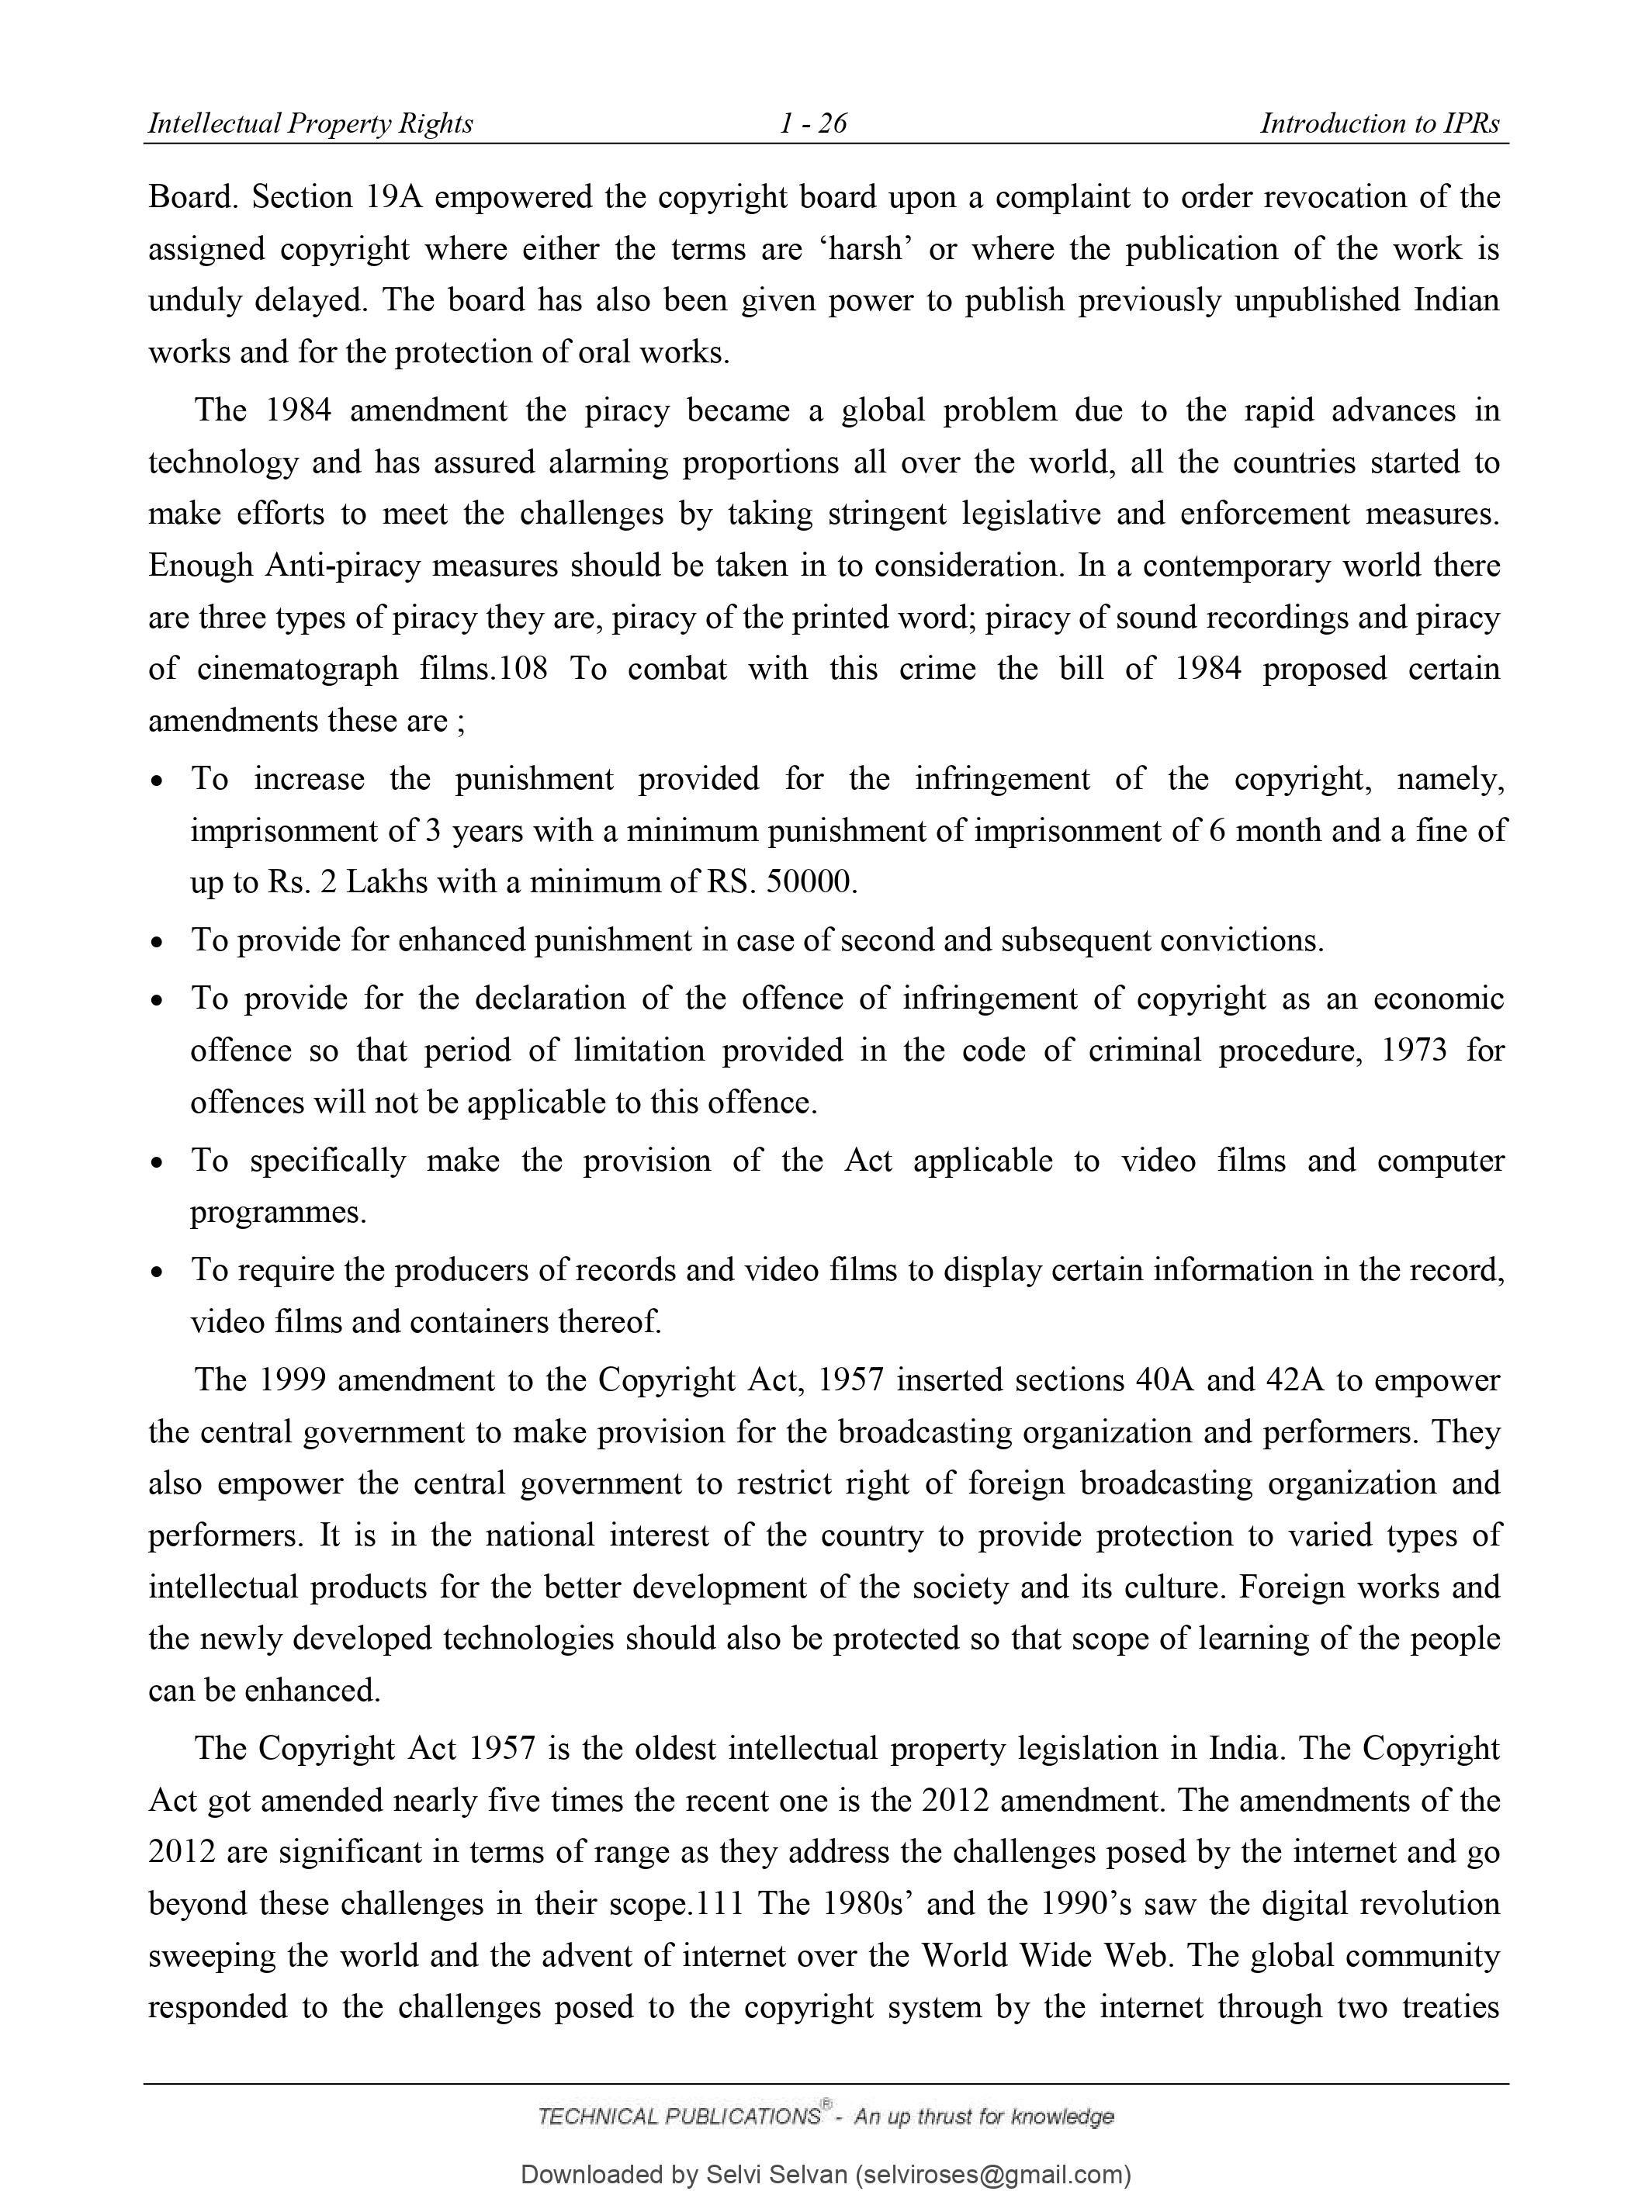 Intellectual Property Rights 1 - 26 Introduction to IPRs
Board. Section 19A empowered the copyright board upon a complaint to order revocation of the
assigned copyright where either the terms are ‘harsh’ or where the publication of the work is
unduly delayed. The board has also been given power to publish previously unpublished Indian
works and for the protection of oral works.
The 1984 amendment the piracy became a global problem due to the rapid advances in
technology and has assured alarming proportions all over the world, all the countries started to
make efforts to meet the challenges by taking stringent legislative and enforcement measures.
Enough Anti-piracy measures should be taken in to consideration. In a contemporary world there
are three types of piracy they are, piracy of the printed word; piracy of sound recordings and piracy
of cinematograph films.108 To combat with this crime the bill of 1984 proposed certain
amendments these are ;
• To increase the punishment provided for the infringement of the copyright, namely,
imprisonment of 3 years with a minimum punishment of imprisonment of 6 month and a fine of
up to Rs. 2 Lakhs with a minimum of RS. 50000.
• To provide for enhanced punishment in case of second and subsequent convictions.
• To provide for the declaration of the offence of infringement of copyright as an economic
offence so that period of limitation provided in the code of criminal procedure, 1973 for
offences will not be applicable to this offence.
• To specifically make the provision of the Act applicable to video films and computer
programmes.
• To require the producers of records and video films to display certain information in the record,
video films and containers thereof.
The 1999 amendment to the Copyright Act, 1957 inserted sections 40A and 42A to empower
the central government to make provision for the broadcasting organization and performers. They
also empower the central government to restrict right of foreign broadcasting organization and
performers. It is in the national interest of the country to provide protection to varied types of
intellectual products for the better development of the society and its culture. Foreign works and
the newly developed technologies should also be protected so that scope of learning of the people
can be enhanced.
The Copyright Act 1957 is the oldest intellectual property legislation in India. The Copyright
Act got amended nearly five times the recent one is the 2012 amendment. The amendments of the
2012 are significant in terms of range as they address the challenges posed by the internet and go
beyond these challenges in their scope.111 The 1980s’ and the 1990’s saw the digital revolution
sweeping the world and the advent of internet over the World Wide Web. The global community
responded to the challenges posed to the copyright system by the internet through two treaties
TECHNICAL PUBLICATIONS® - An up thrust for knowledge
Downloaded by Selvi Selvan (selviroses@gmail.com)